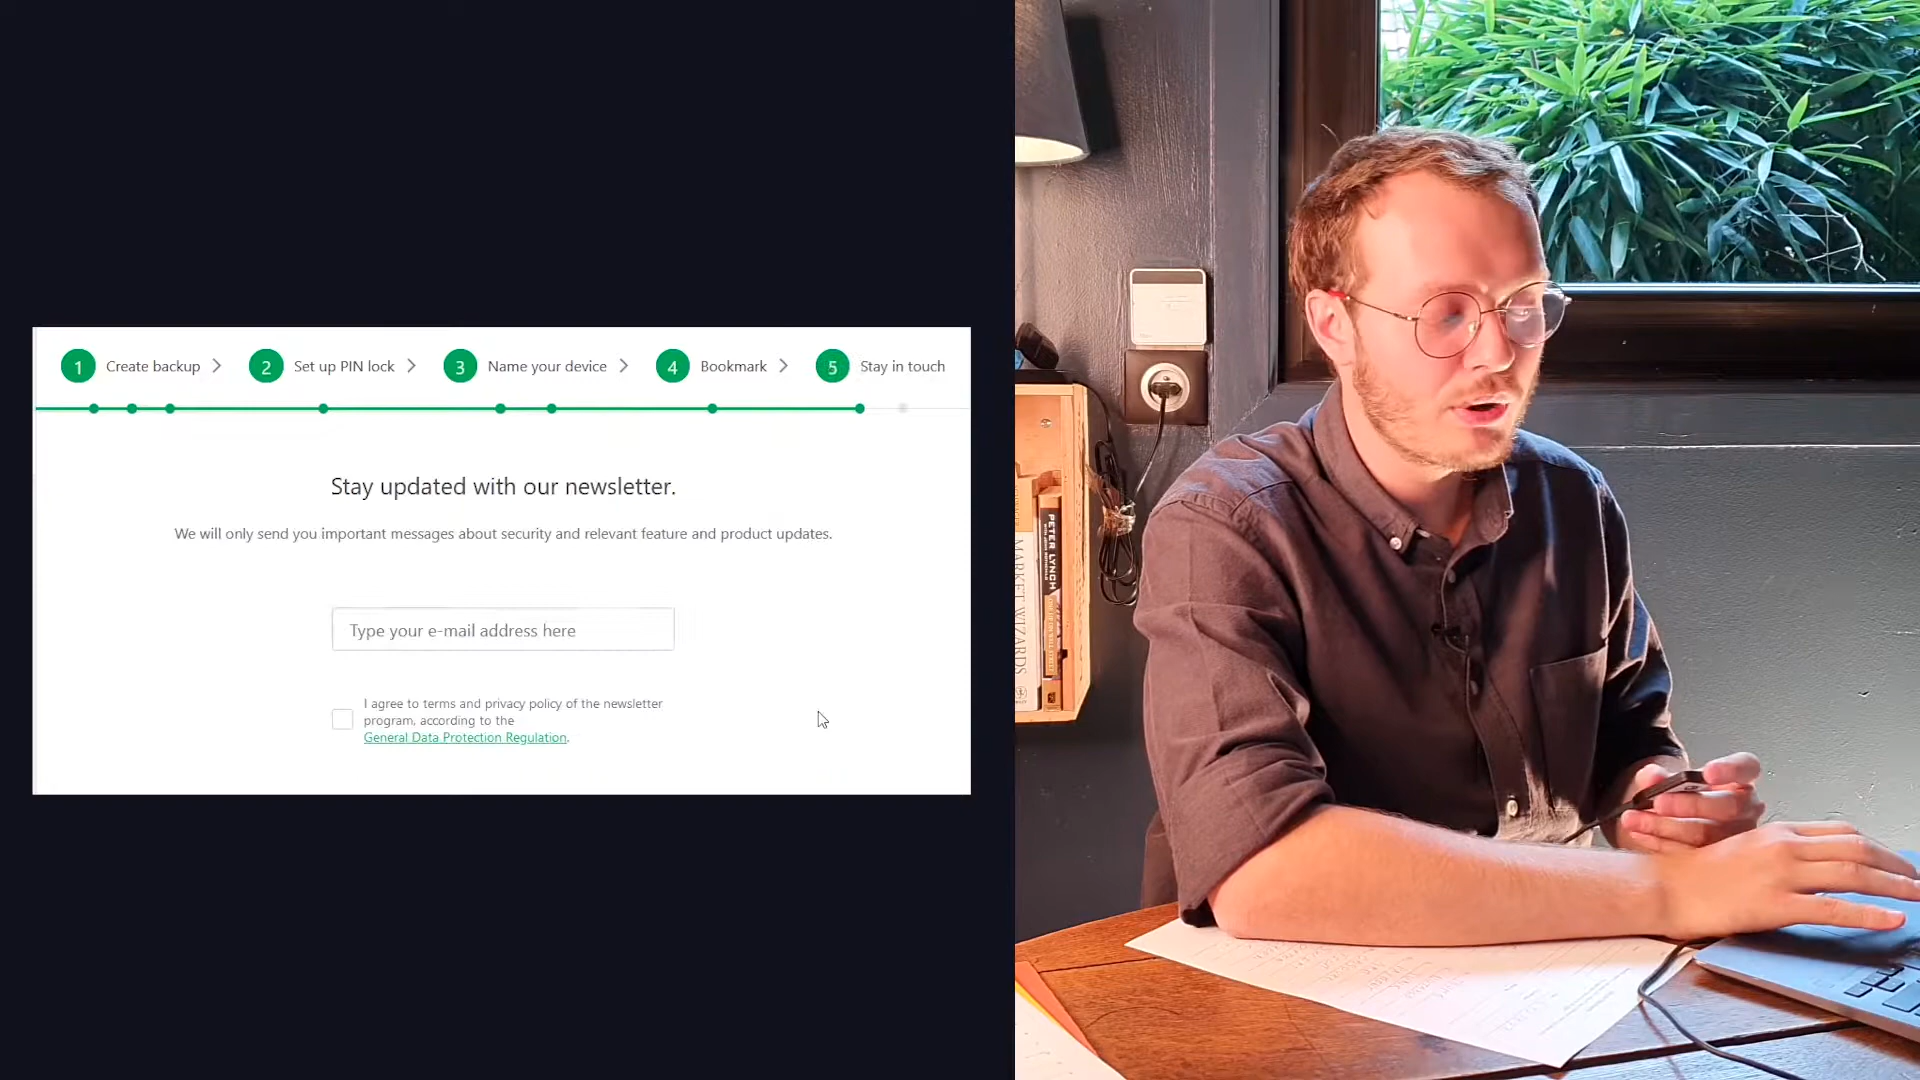 1 Create backup 2 Set up PIN lock 3 Name your device 4 Bookmark 5 Stay in touch
Stay updated with our newsletter.
We will only send you important messages about security and relevant feature and product updates.
Type your e-mail address here
I agree to terms and privacy policy of the newsletter
program, according to the
General Data Protection Regulation.
PETER LYNCH
MARKET WIZARDS